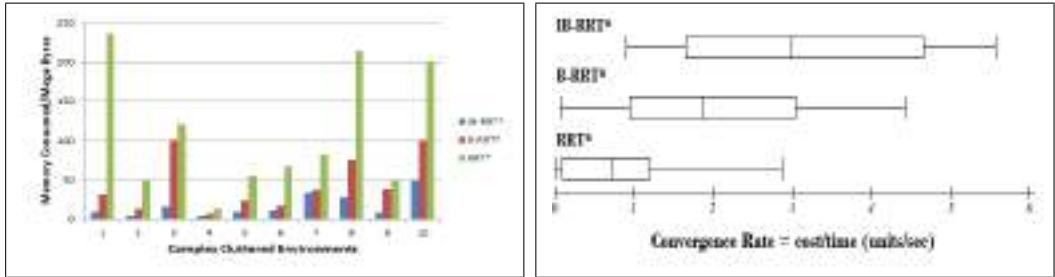 250
200
150
100
50
0
Memory Consumed/Mega Bytes
IB-RRT*
B-RRT*
RRT*
1 2 3 4 5 6 7 8 9 10
Complex Cluttered Environments
IB-RRT*
B-RRT*
RRT*
0 1 2 3 4 5 6
Convergence Rate = cost/time (units/sec)